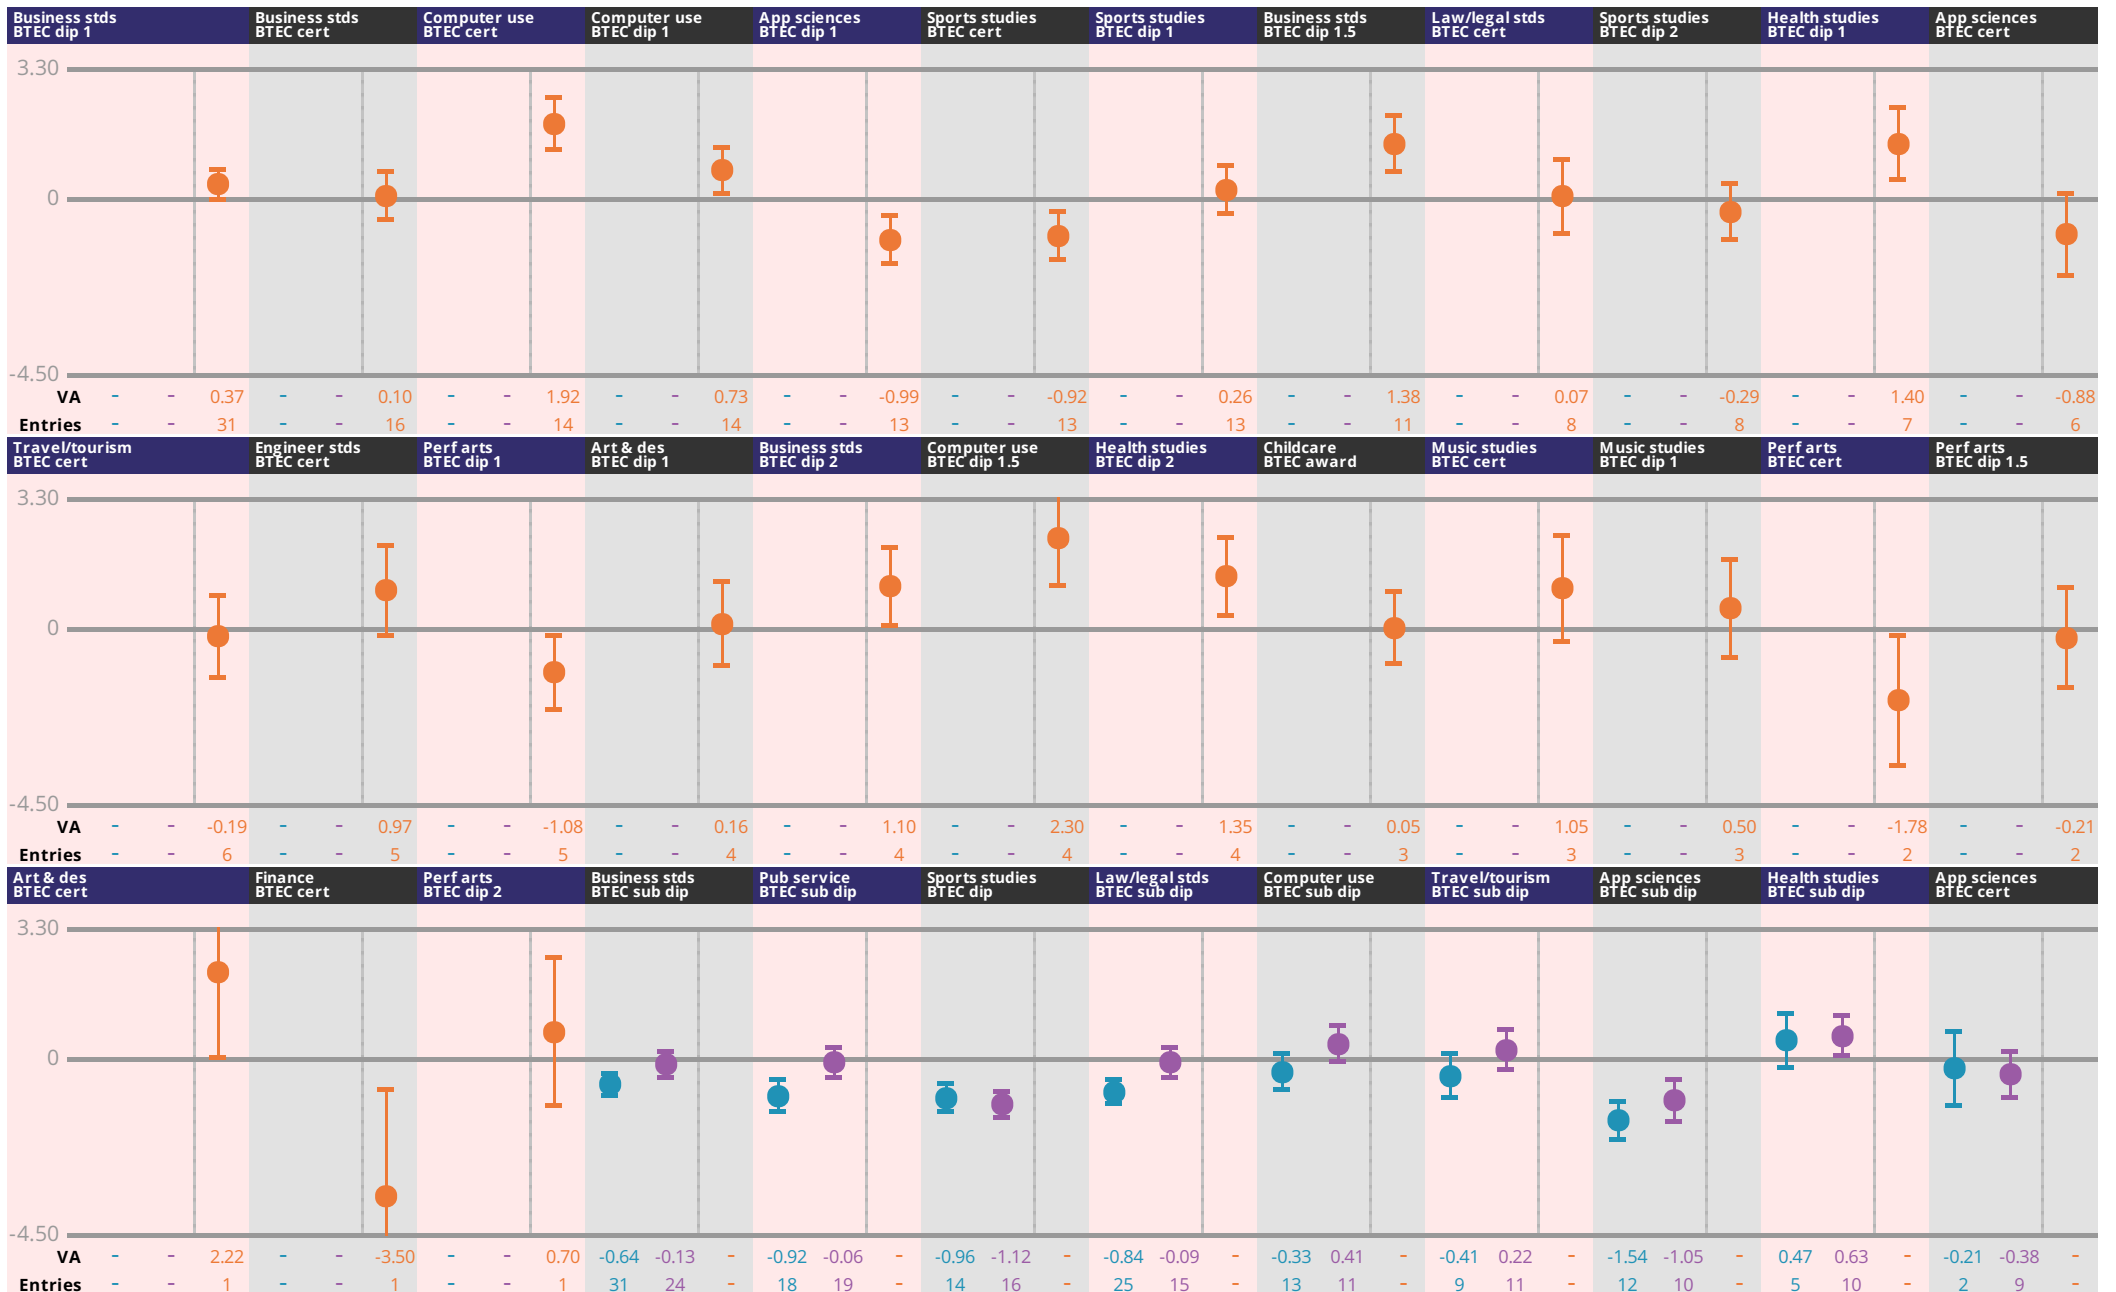 Business stds Business stds Computer use Computer use App sciences Sports studies Sports studies Business stds Law/legal stds Sports studies Health studies App sciences
BTEC dip 1 BTEC cert BTEC cert BTEC dip 1 BTEC dip 1 BTEC cert BTEC dip 1 BTEC dip 1.5 BTEC cert BTEC dip 2 BTEC dip 1 BTEC cert
3.30
0
-4.50
VA - - 0.37 - - 0.10 - - 1.92 - - 0.73 - - -0.99 - - -0.92 - - 0.26 - - 1.38 - - 0.07 - - -0.29 - - 1.40 - - -0.88
Entries - - 31 - - 16 - - 14 - - 14 - - 13 - - 13 - - 13 - - 11 - - 8 - - 8 - - 7 - - 6
Travel/tourism Engineer stds Perf arts Art & des Business stds Computer use Health studies Childcare Music studies Music studies Perf arts Perf arts
BTEC cert BTEC cert BTEC dip 1 BTEC dip 1 BTEC dip 2 BTEC dip 1.5 BTEC dip 2 BTEC award BTEC cert BTEC dip 1 BTEC cert BTEC dip 1.5
3.30
0
-4.50
VA - - -0.19 - - 0.97 - - -1.08 - - 0.16 - - 1.10 - - 2.30 - - 1.35 - - 0.05 - - 1.05 - - 0.50 - - -1.78 - - -0.21
Entries - - 6 - - 5 - - 5 - - 4 - - 4 - - 4 - - 4 - - 3 - - 3 - - 3 - - 2 - - 2
Art & des Finance Perf arts Business stds Pub service Sports studies Law/legal stds Computer use Travel/tourism App sciences Health studies App sciences
BTEC cert BTEC cert BTEC dip 2 BTEC sub dip BTEC sub dip BTEC dip BTEC sub dip BTEC sub dip BTEC sub dip BTEC sub dip BTEC sub dip BTEC cert
3.30
0
-4.50
VA - - 2.22 - - -3.50 - - 0.70 -0.64 -0.13 - -0.92 -0.06 - -0.96 -1.12 - -0.84 -0.09 - -0.33 0.41 - -0.41 0.22 - -1.54 -1.05 - 0.47 0.63 - -0.21 -0.38 -
Entries - - 1 - - 1 - - 1 31 24 - 18 19 - 14 16 - 25 15 - 13 11 - 9 11 - 12 10 - 5 10 - 2 9 -